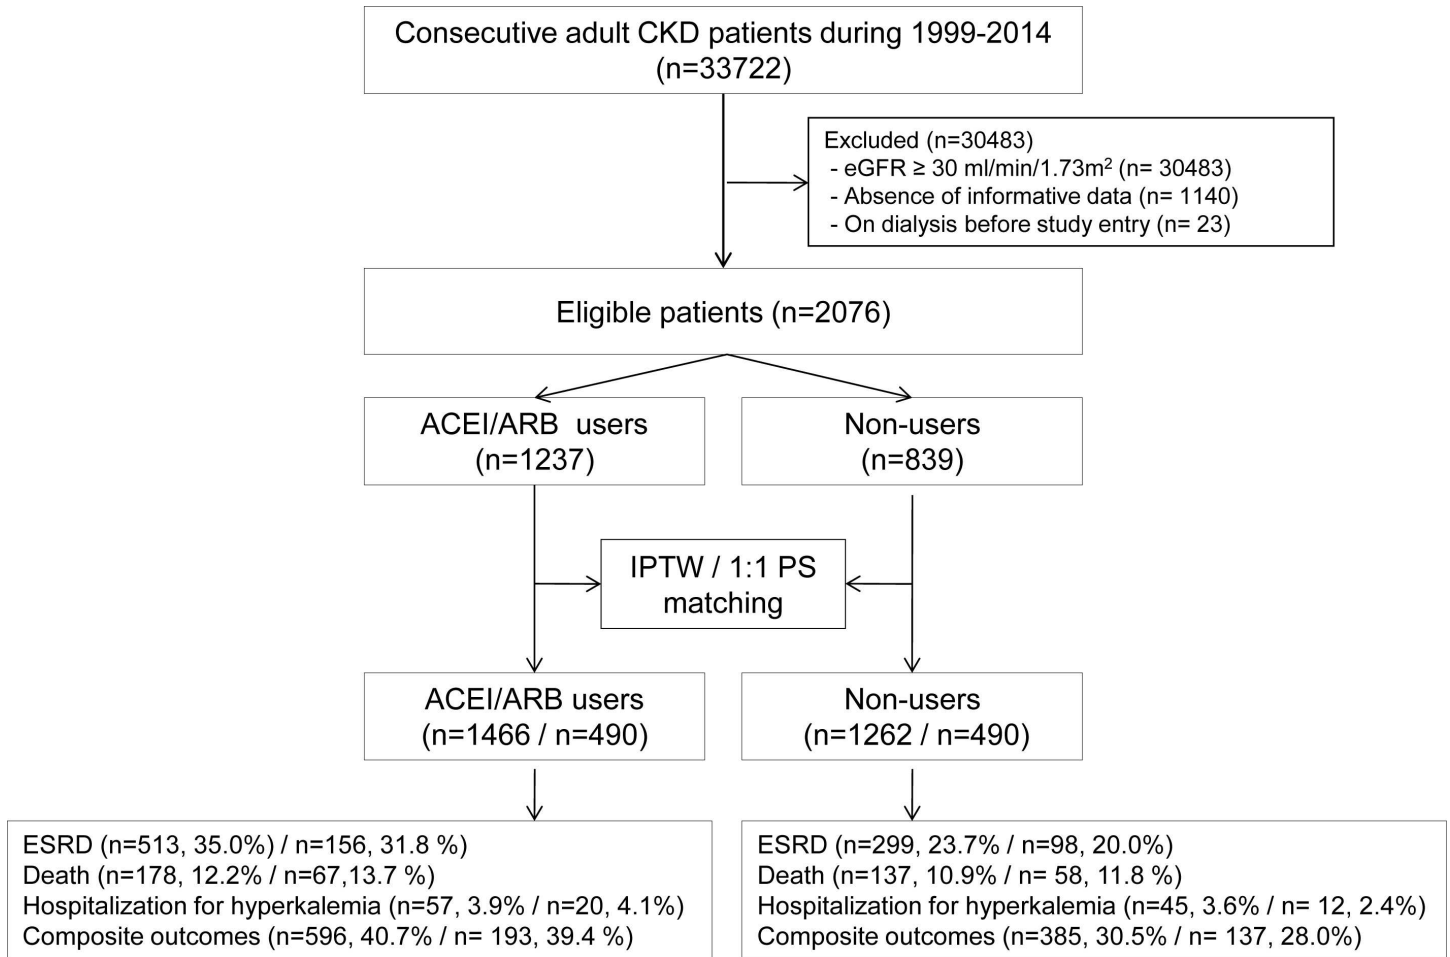 Consecutive adult CKD patients during 1999-2014
(n=33722)
Excluded (n=30483)
- eGFR ≥ 30 ml/min/1.73m² (n= 30483)
- Absence of informative data (n= 1140)
- On dialysis before study entry (n= 23)
Eligible patients (n=2076)
ACEI/ARB  users
(n=1237)
Non-users
(n=839)
IPTW / 1:1 PS
matching
ACEI/ARB users
(n=1466 / n=490)
Non-users
(n=1262 / n=490)
ESRD (n=513, 35.0%) / n=156, 31.8 %)
Death (n=178, 12.2% / n=67,13.7 %)
Hospitalization for hyperkalemia (n=57, 3.9% / n=20, 4.1%)
Composite outcomes (n=596, 40.7% / n= 193, 39.4 %)
ESRD (n=299, 23.7% / n=98, 20.0%)
Death (n=137, 10.9% / n= 58, 11.8 %)
Hospitalization for hyperkalemia (n=45, 3.6% / n= 12, 2.4%)
Composite outcomes (n=385, 30.5% / n= 137, 28.0%)